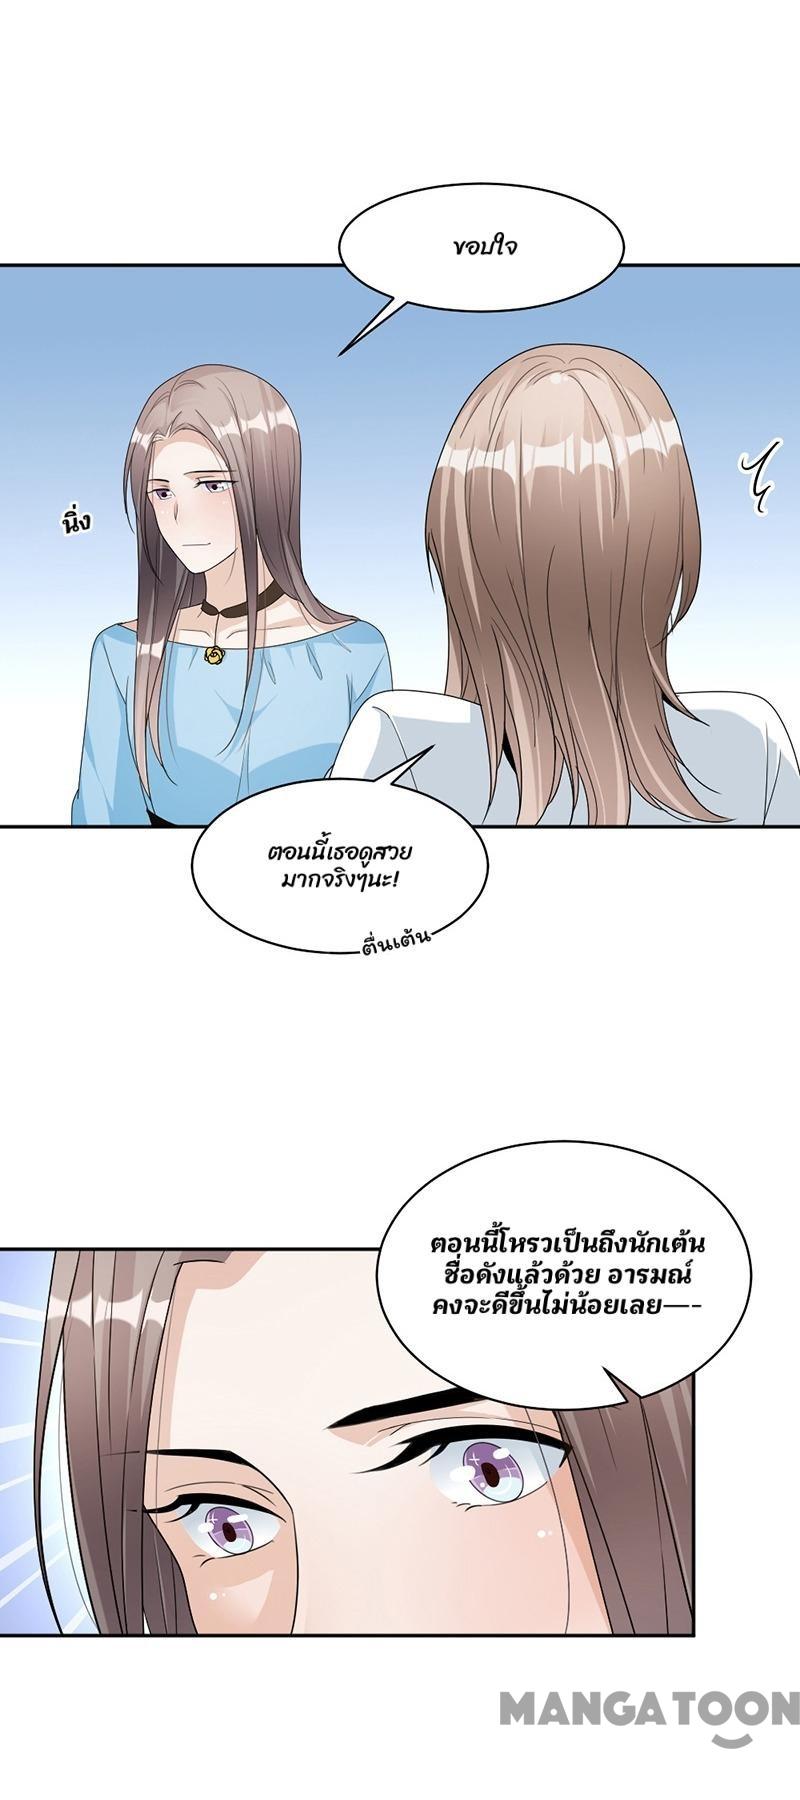 ขอบใจ
นิ่ง
ตอนนี้เธอดูสวย
มากจริงๆนะ!
ตื่นเต้น
ตอนนี้โหรวเป็นถึงนักเต้น
ชื่อดังแล้วด้วย อารมณ์
คงจะดีขึ้นไม่น้อยเลย—-
MANGATOON